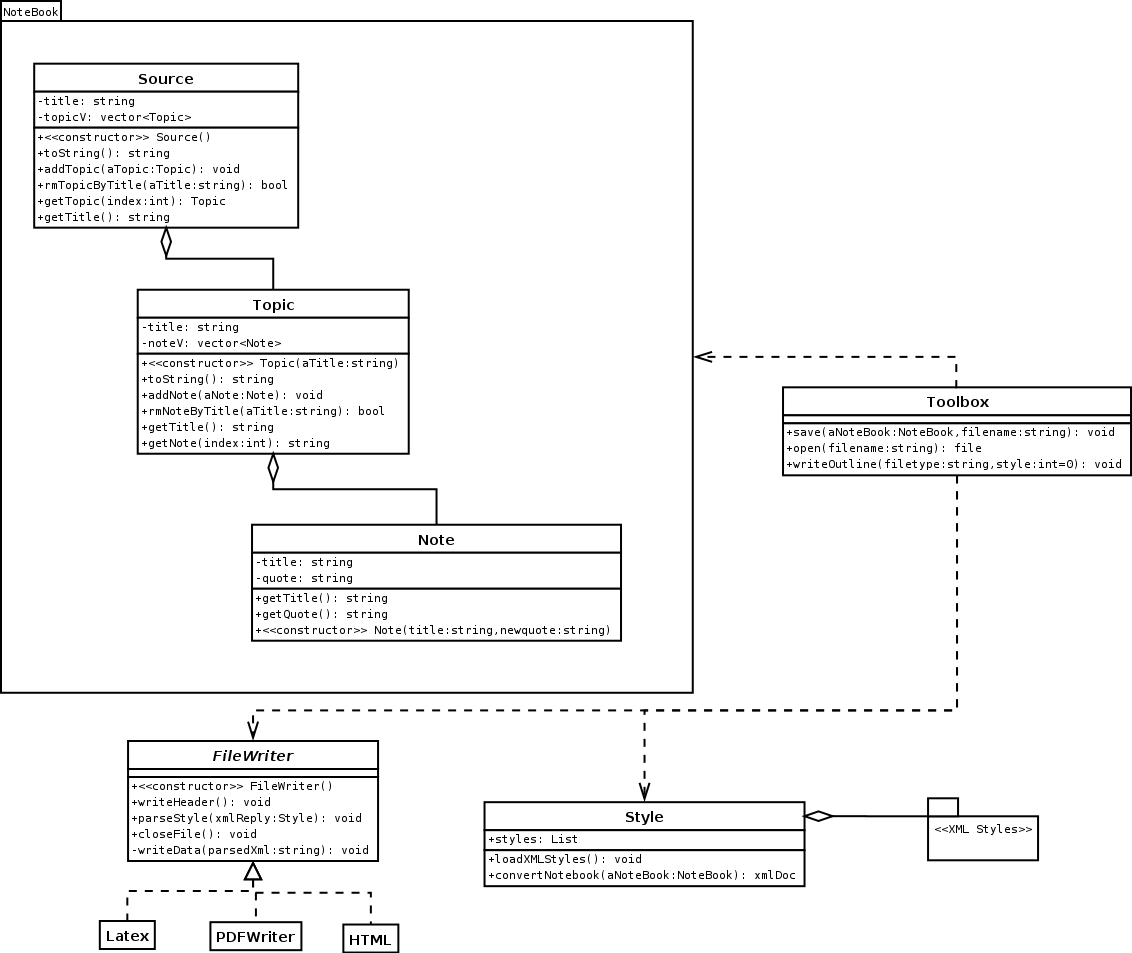 NoteBook
Source
-title: string
-topicV: vector<Topic>
+<<constructor>> Source()
+toString(): string
+addTopic(aTopic:Topic): void
+rmTopicByTitle(aTitle:string): bool
+getTopic(index:int): Topic
+getTitle(): string
Topic
-title: string
-noteV: vector<Note>
+<<constructor>> Topic(aTitle:string)
+toString(): string
+addNote(aNote:Note): void
+rmNoteByTitle(aTitle:string): bool
+getTitle(): string
+getNote(index:int): string
Note
-title: string
-quote: string
+getTitle(): string
+getQuote(): string
+<<constructor>> Note(title:string,newquote:string)
Toolbox
+save(aNoteBook:NoteBook,filename:string): void
+open(filename:string): file
+writeOutline(filetype:string,style:int=0): void
FileWriter
+<<constructor>> FileWriter()
+writeHeader(): void
+parseStyle(xmlReply:Style): void
+closeFile(): void
-writeData(parsedXml:string): void
Style
+styles: List
+loadXMLStyles(): void
+convertNotebook(aNoteBook:NoteBook): xmlDoc
<<XML Styles>>
Latex
PDFWriter
HTML